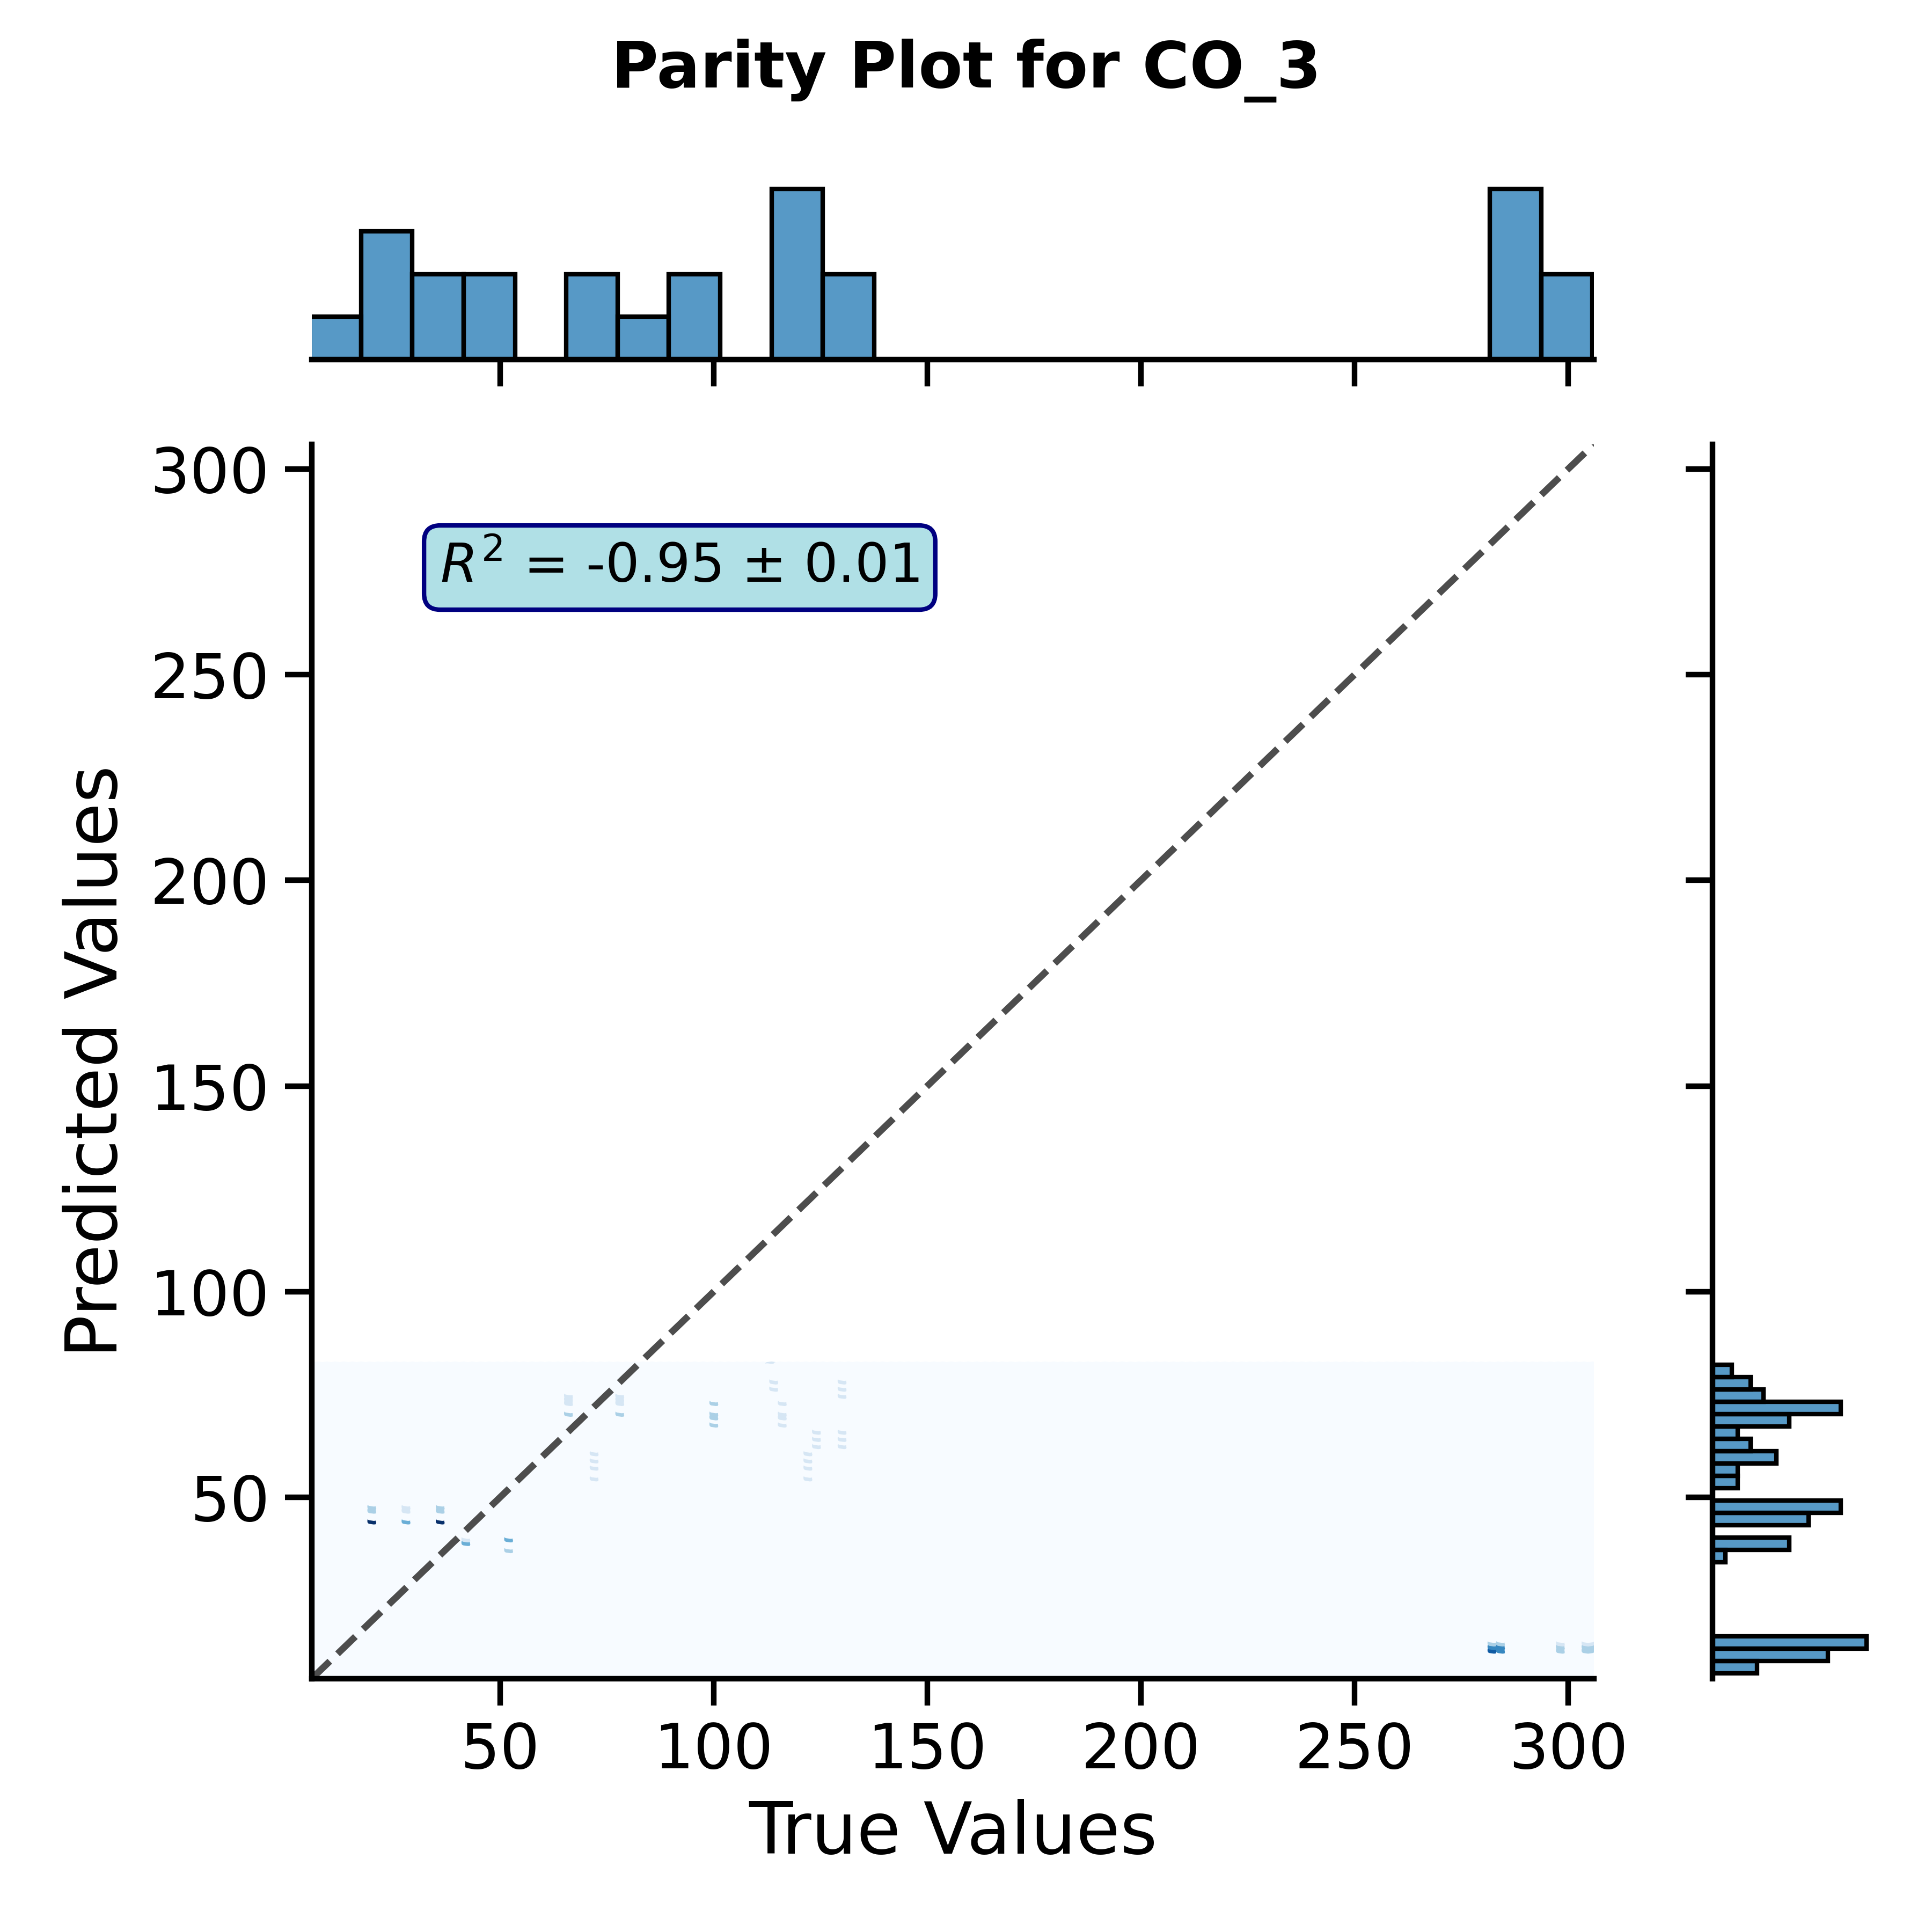 Parity Plot for CO_3
300
R² = -0.95 ± 0.01
250
200
150
100
50
Predicted Values
50 100 150 200 250 300
True Values